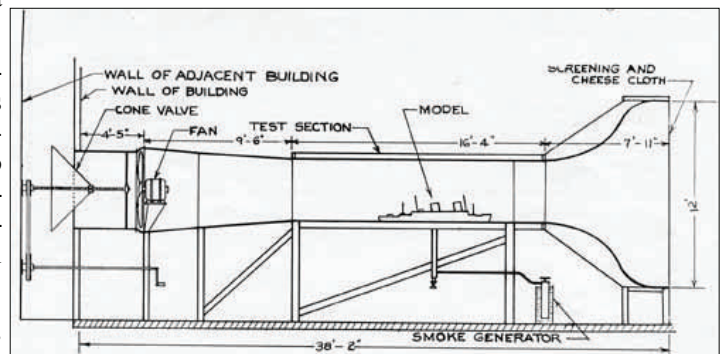 WALL OF ADJACENT BUILDING
WALL OF BUILDING
CONE VALVE
FAN
TEST SECTION
MODEL
SCREENING AND
CHEESE CLOTH
4'-5"
9'-6"
16'-4"
7'-11"
12'
SMOKE GENERATOR
38'-2"